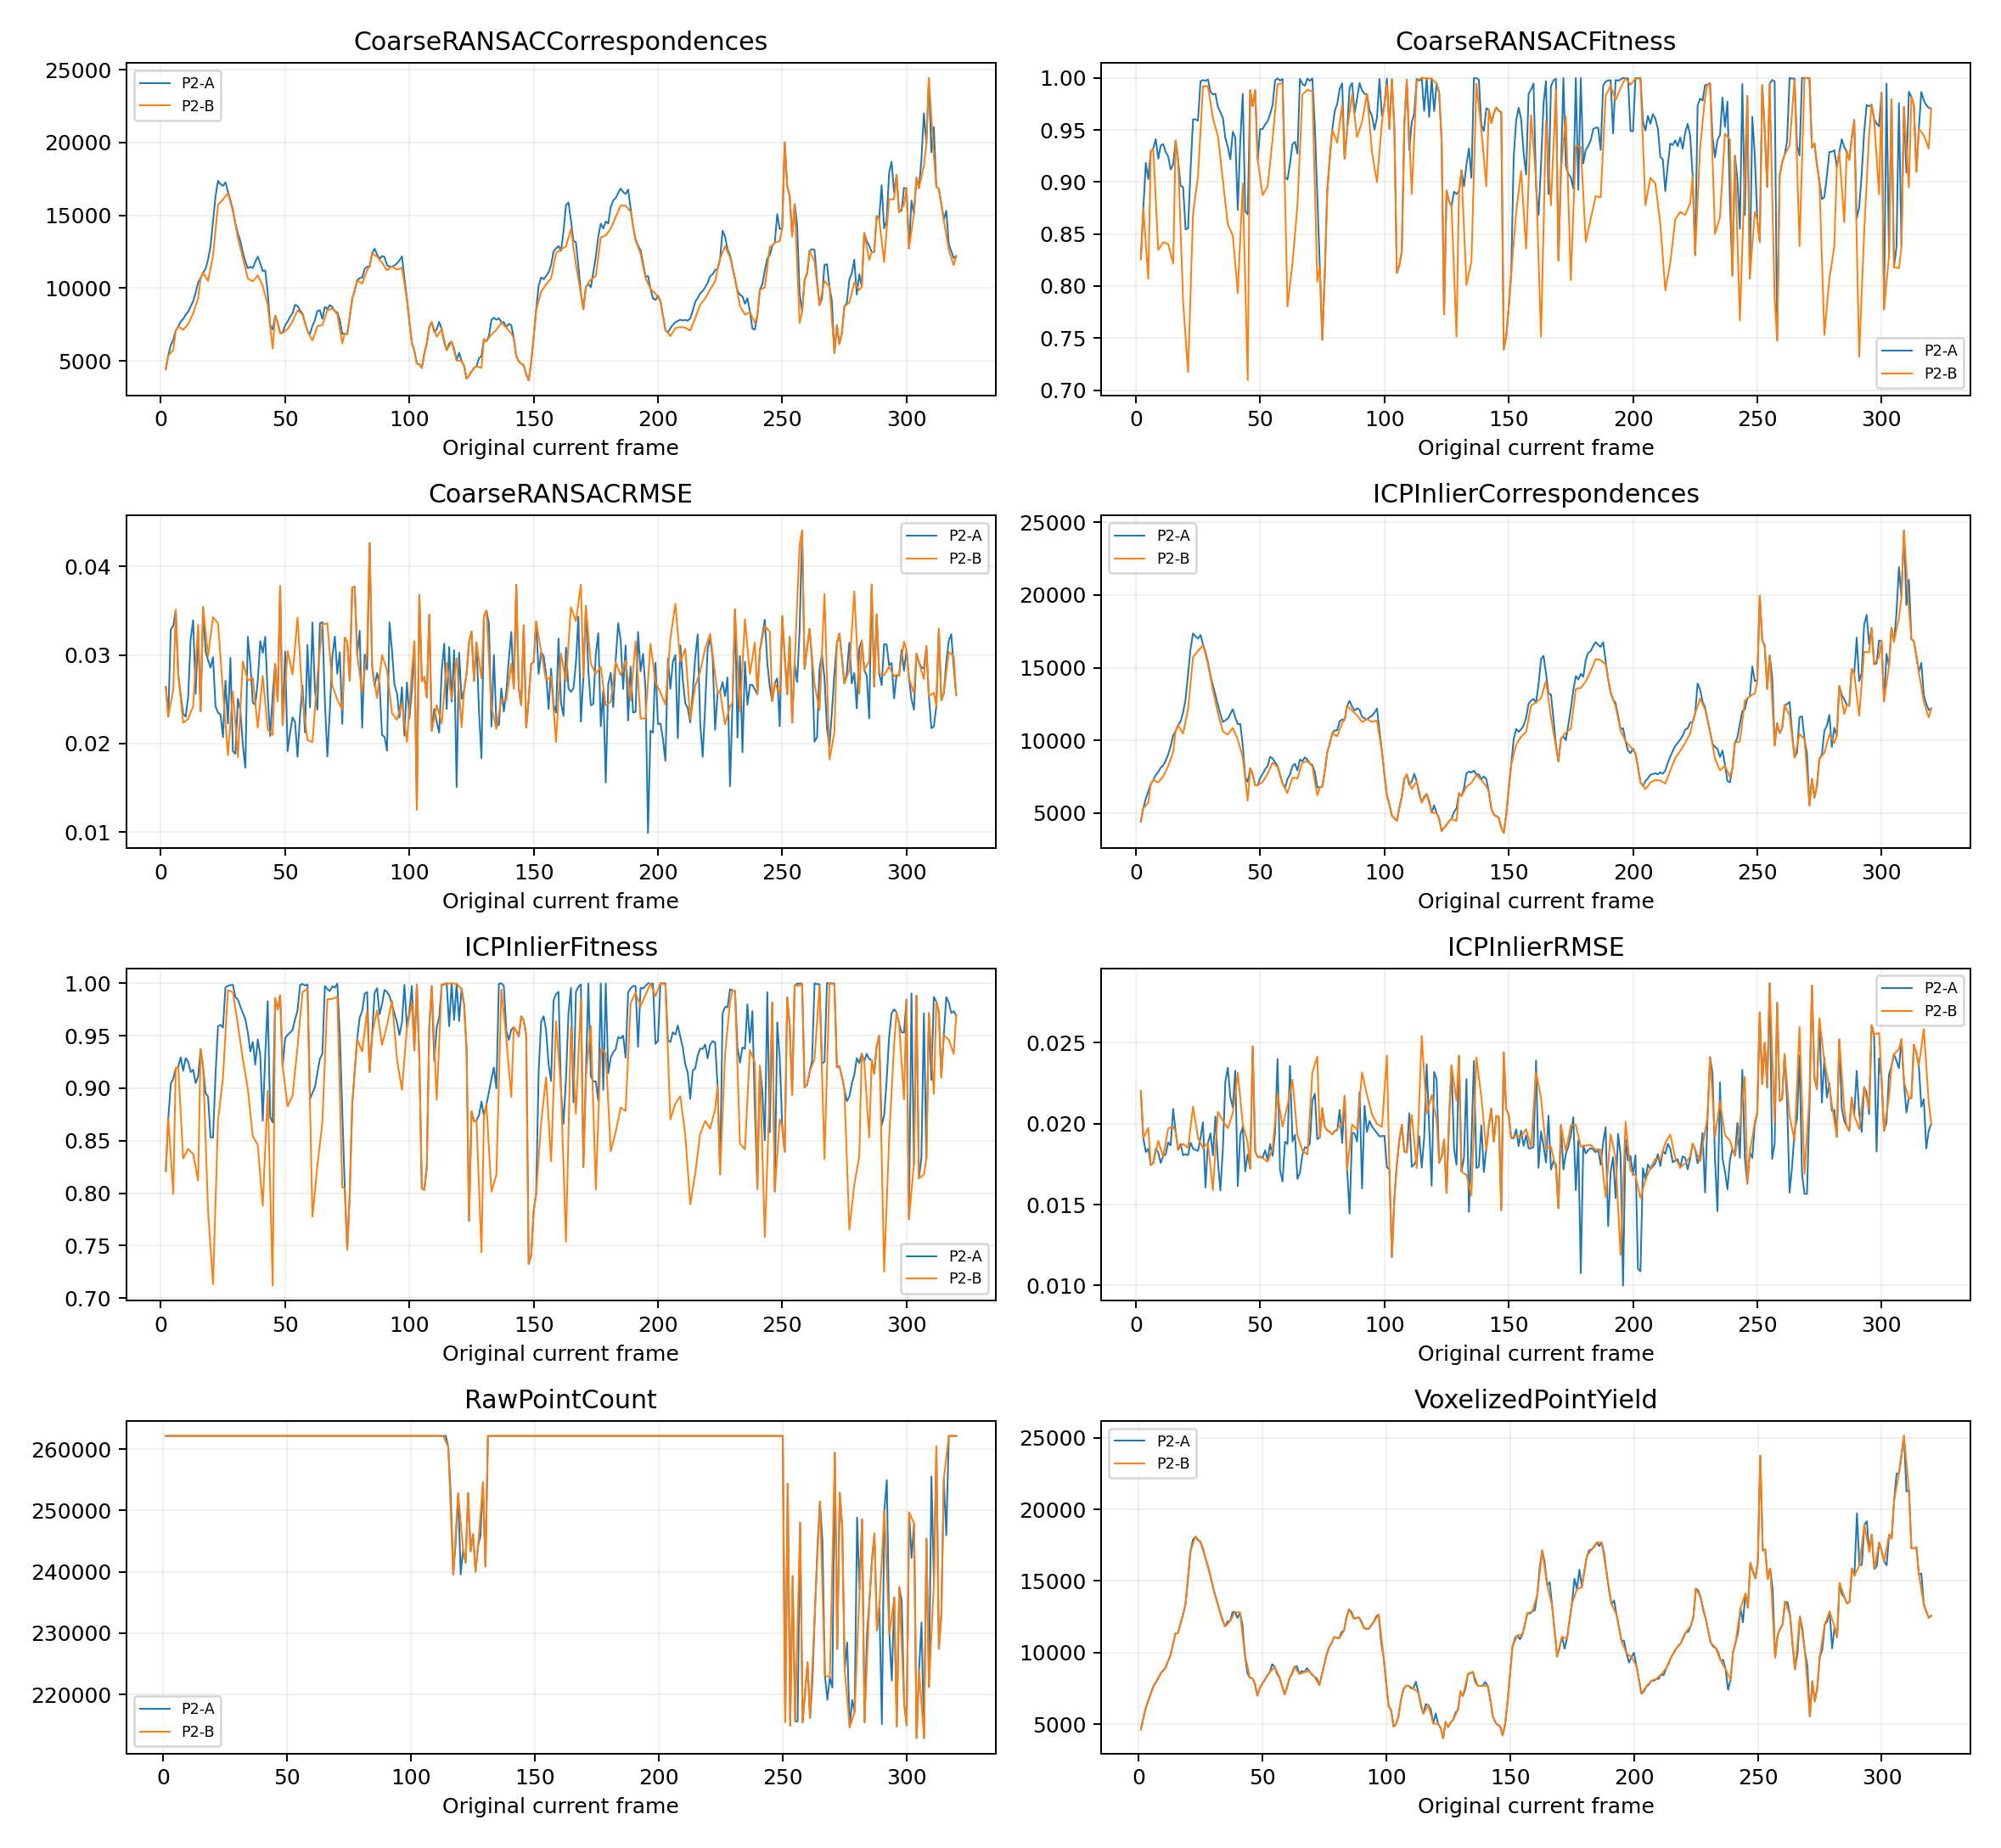 CoarseRANSACCorrespondences
25000
20000
15000
10000
5000
P2-A
P2-B
0 50 100 150 200 250 300
Original current frame
CoarseRANSACFitness
1.00
0.95
0.90
0.85
0.80
0.75
0.70
P2-A
P2-B
0 50 100 150 200 250 300
Original current frame
CoarseRANSACRMSE
0.04
0.03
0.02
0.01
P2-A
P2-B
0 50 100 150 200 250 300
Original current frame
ICPInlierCorrespondences
25000
20000
15000
10000
5000
P2-A
P2-B
0 50 100 150 200 250 300
Original current frame
ICPInlierFitness
1.00
0.95
0.90
0.85
0.80
0.75
0.70
P2-A
P2-B
0 50 100 150 200 250 300
Original current frame
ICPInlierRMSE
0.025
0.020
0.015
0.010
P2-A
P2-B
0 50 100 150 200 250 300
Original current frame
RawPointCount
260000
250000
240000
230000
220000
P2-A
P2-B
0 50 100 150 200 250 300
Original current frame
VoxelizedPointYield
25000
20000
15000
10000
5000
P2-A
P2-B
0 50 100 150 200 250 300
Original current frame